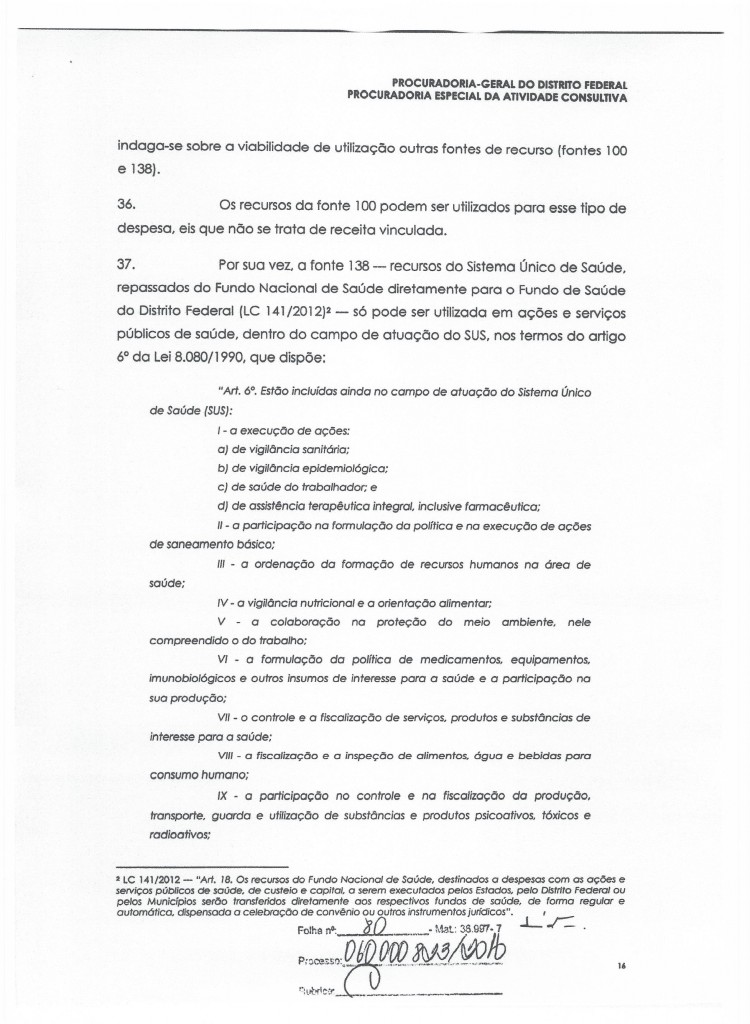 PROCURADORIA-GERAL DO DISTRITO FEDERAL
PROCURADORIA ESPECIAL DA ATIVIDADE CONSULTIVA
indaga-se sobre a viabilidade de utilização outras fontes de recurso (fontes 100
e 138).
36. Os recursos da fonte 100 podem ser utilizados para esse tipo de
despesa, eis que não se trata de receita vinculada.
37. Por sua vez, a fonte 138 — recursos do Sistema Único de Saúde,
repassados do Fundo Nacional de Saúde diretamente para o Fundo de Saúde
do Distrito Federal (LC 141/2012)² — só pode ser utilizada em ações e serviços
públicos de saúde, dentro do campo de atuação do SUS, nos termos do artigo
6º da Lei 8.080/1990, que dispõe:
"Art. 6º. Estão incluídas ainda no campo de atuação do Sistema Único
de Saúde (SUS):
I - a execução de ações:
a) de vigilância sanitária;
b) de vigilância epidemiológica;
c) de saúde do trabalhador; e
d) de assistência terapêutica integral, inclusive farmacêutica;
II - a participação na formulação da política e na execução de ações
de saneamento básico;
III - a ordenação da formação de recursos humanos na área de
saúde;
IV - a vigilância nutricional e a orientação alimentar;
V - a colaboração na proteção do meio ambiente, nele
compreendido o do trabalho;
VI - a formulação da política de medicamentos, equipamentos,
imunobiológicos e outros insumos de interesse para a saúde e a participação na
sua produção;
VII - o controle e a fiscalização de serviços, produtos e substâncias de
interesse para a saúde;
VIII - a fiscalização e a inspeção de alimentos, água e bebidas para
consumo humano;
IX - a participação no controle e na fiscalização da produção,
transporte, guarda e utilização de substâncias e produtos psicoativos, tóxicos e
radioativos;
² LC 141/2012 — "Art. 18. Os recursos do Fundo Nacional de Saúde, destinados a despesas com as ações e
serviços públicos de saúde, de custeio e capital, a serem executados pelos Estados, pelo Distrito Federal ou
pelos Municípios serão transferidos diretamente aos respectivos fundos de saúde, de forma regular e
automática, dispensada a celebração de convênio ou outros instrumentos jurídicos".
Folha nº: 80 - Mat.: 38.997-7
Processo:
16
Rubrica: